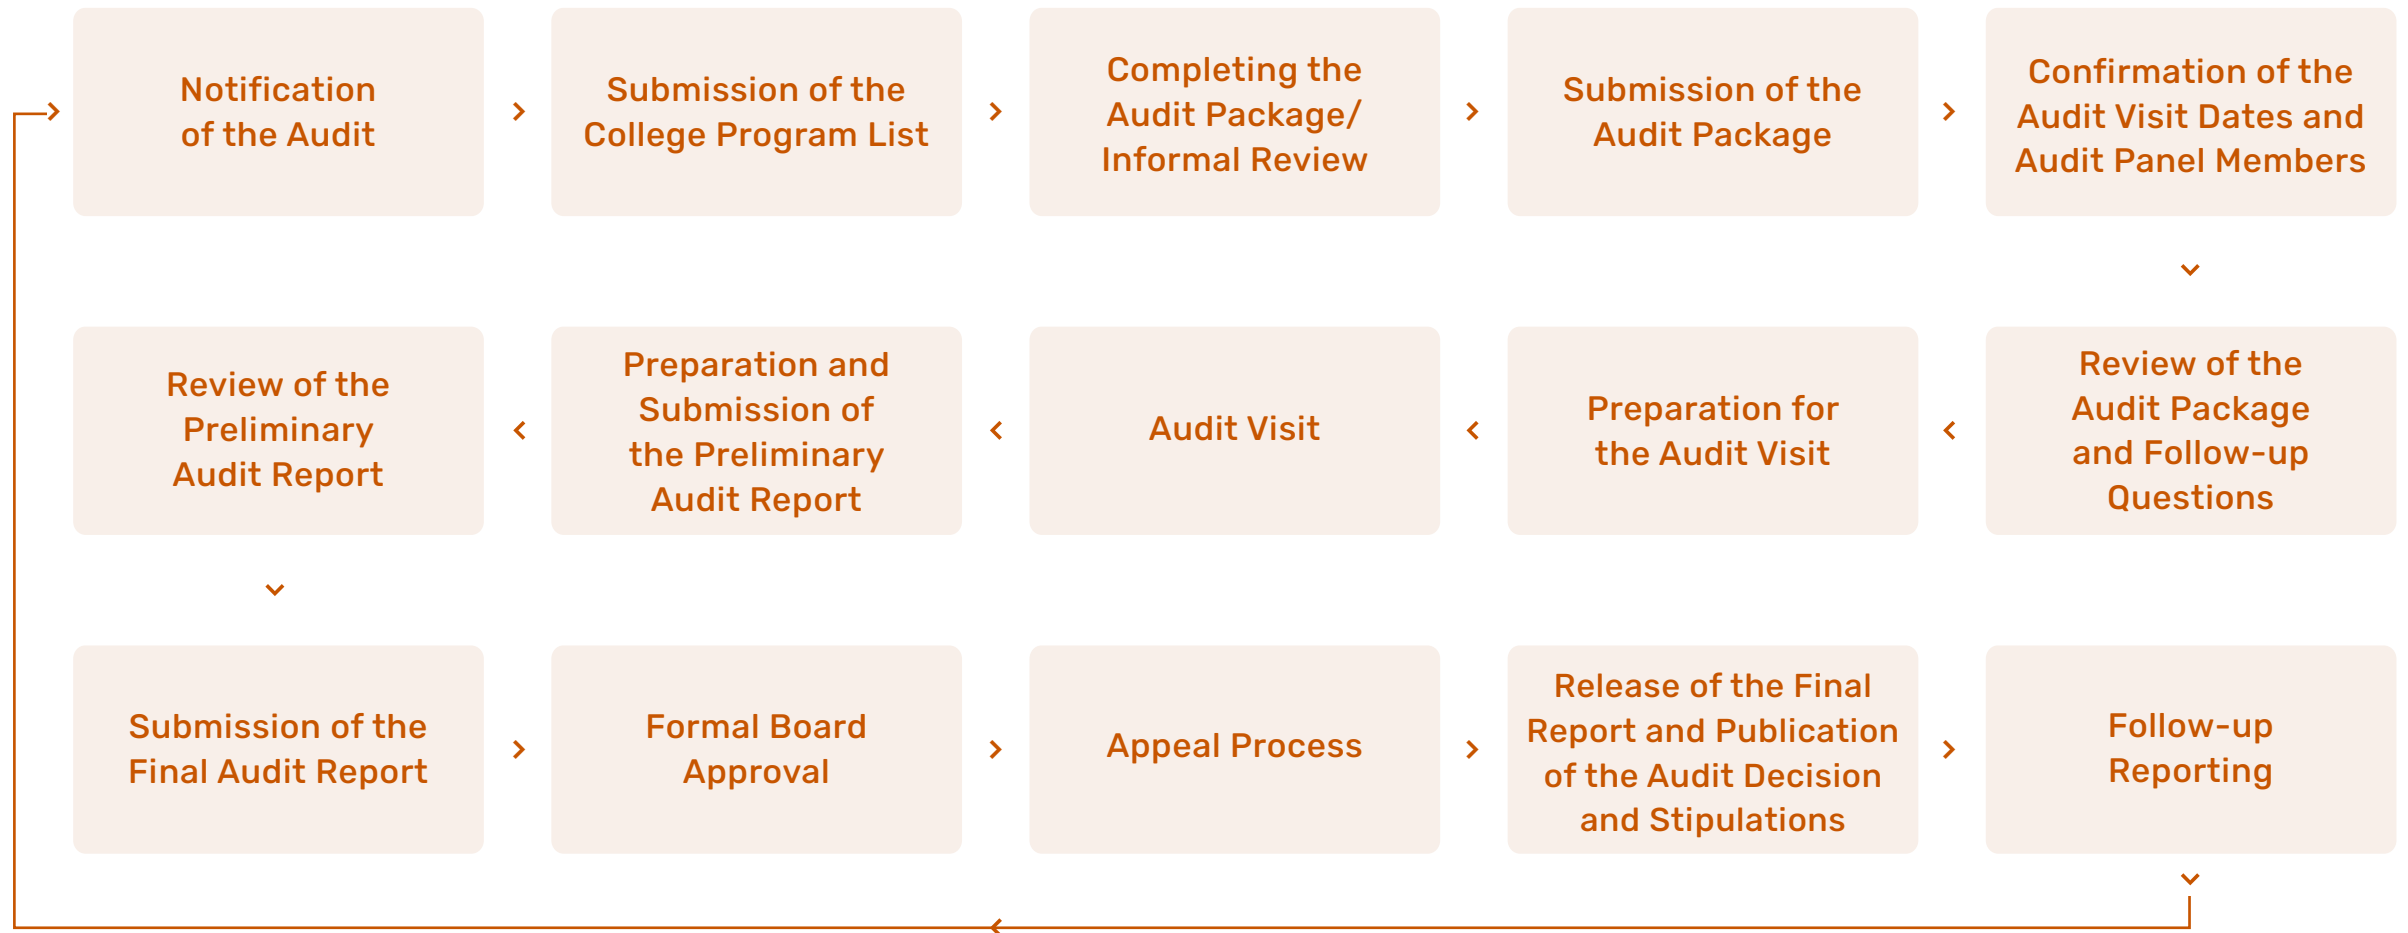 Notification
of the Audit
Submission of the
College Program List
Completing the
Audit Package/
Informal Review
Submission of the
Audit Package
Confirmation of the
Audit Visit Dates and
Audit Panel Members
Review of the
Audit Package
and Follow-up
Questions
Preparation for
the Audit Visit
Audit Visit
Preparation and
Submission of
the Preliminary
Audit Report
Review of the
Preliminary
Audit Report
Submission of the
Final Audit Report
Formal Board
Approval
Appeal Process
Release of the Final
Report and Publication
of the Audit Decision
and Stipulations
Follow-up
Reporting